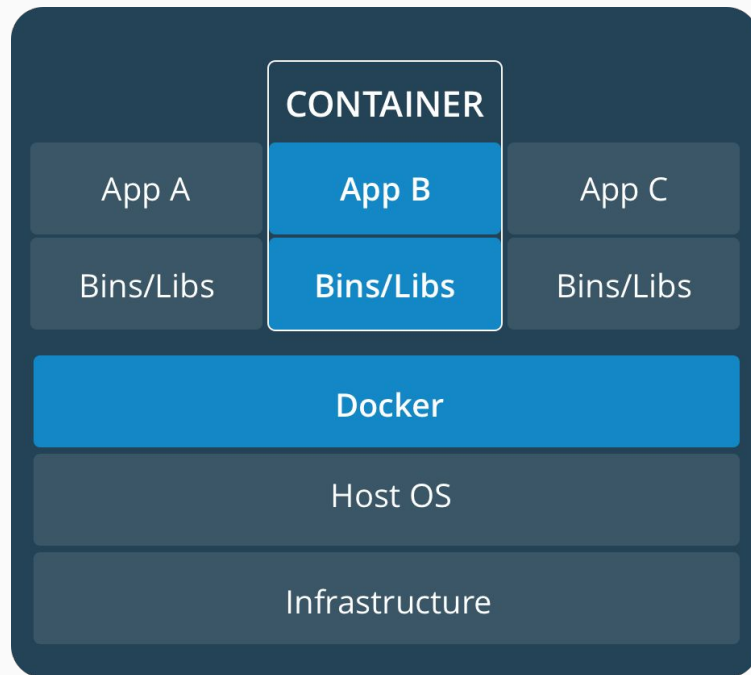 CONTAINER
App A App B App C
Bins/Libs Bins/Libs Bins/Libs
Docker
Host OS
Infrastructure